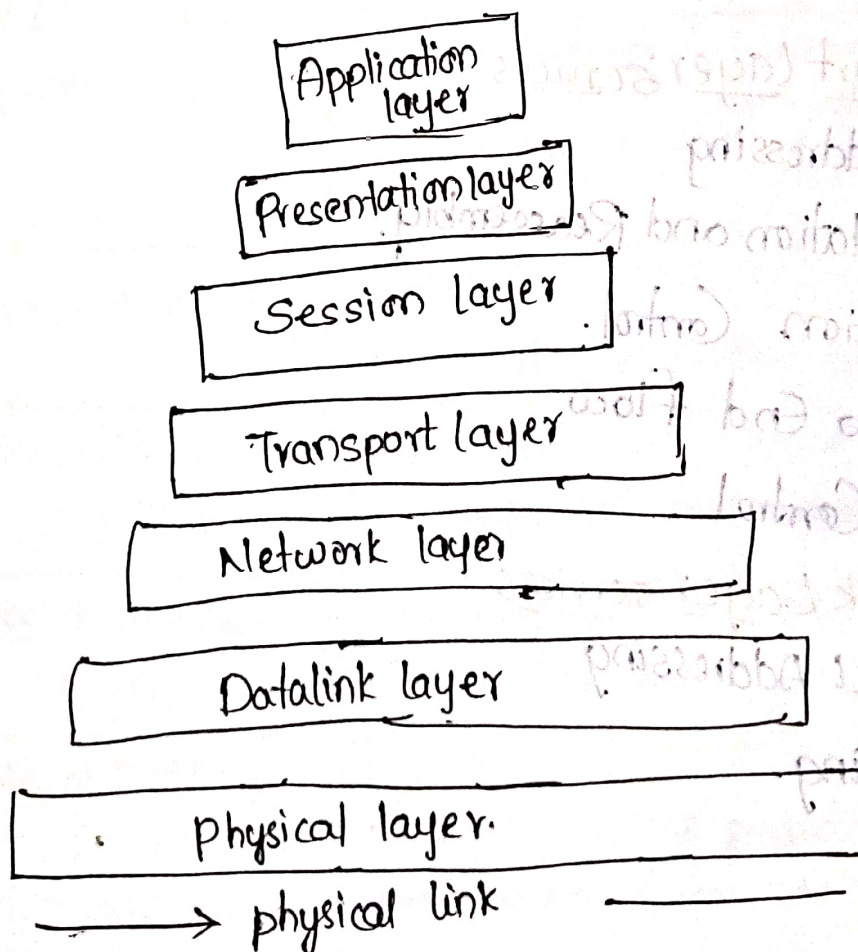 Application
layer
Presentation layer
Session layer
Transport layer
Network layer
Datalink layer
physical layer.
physical link